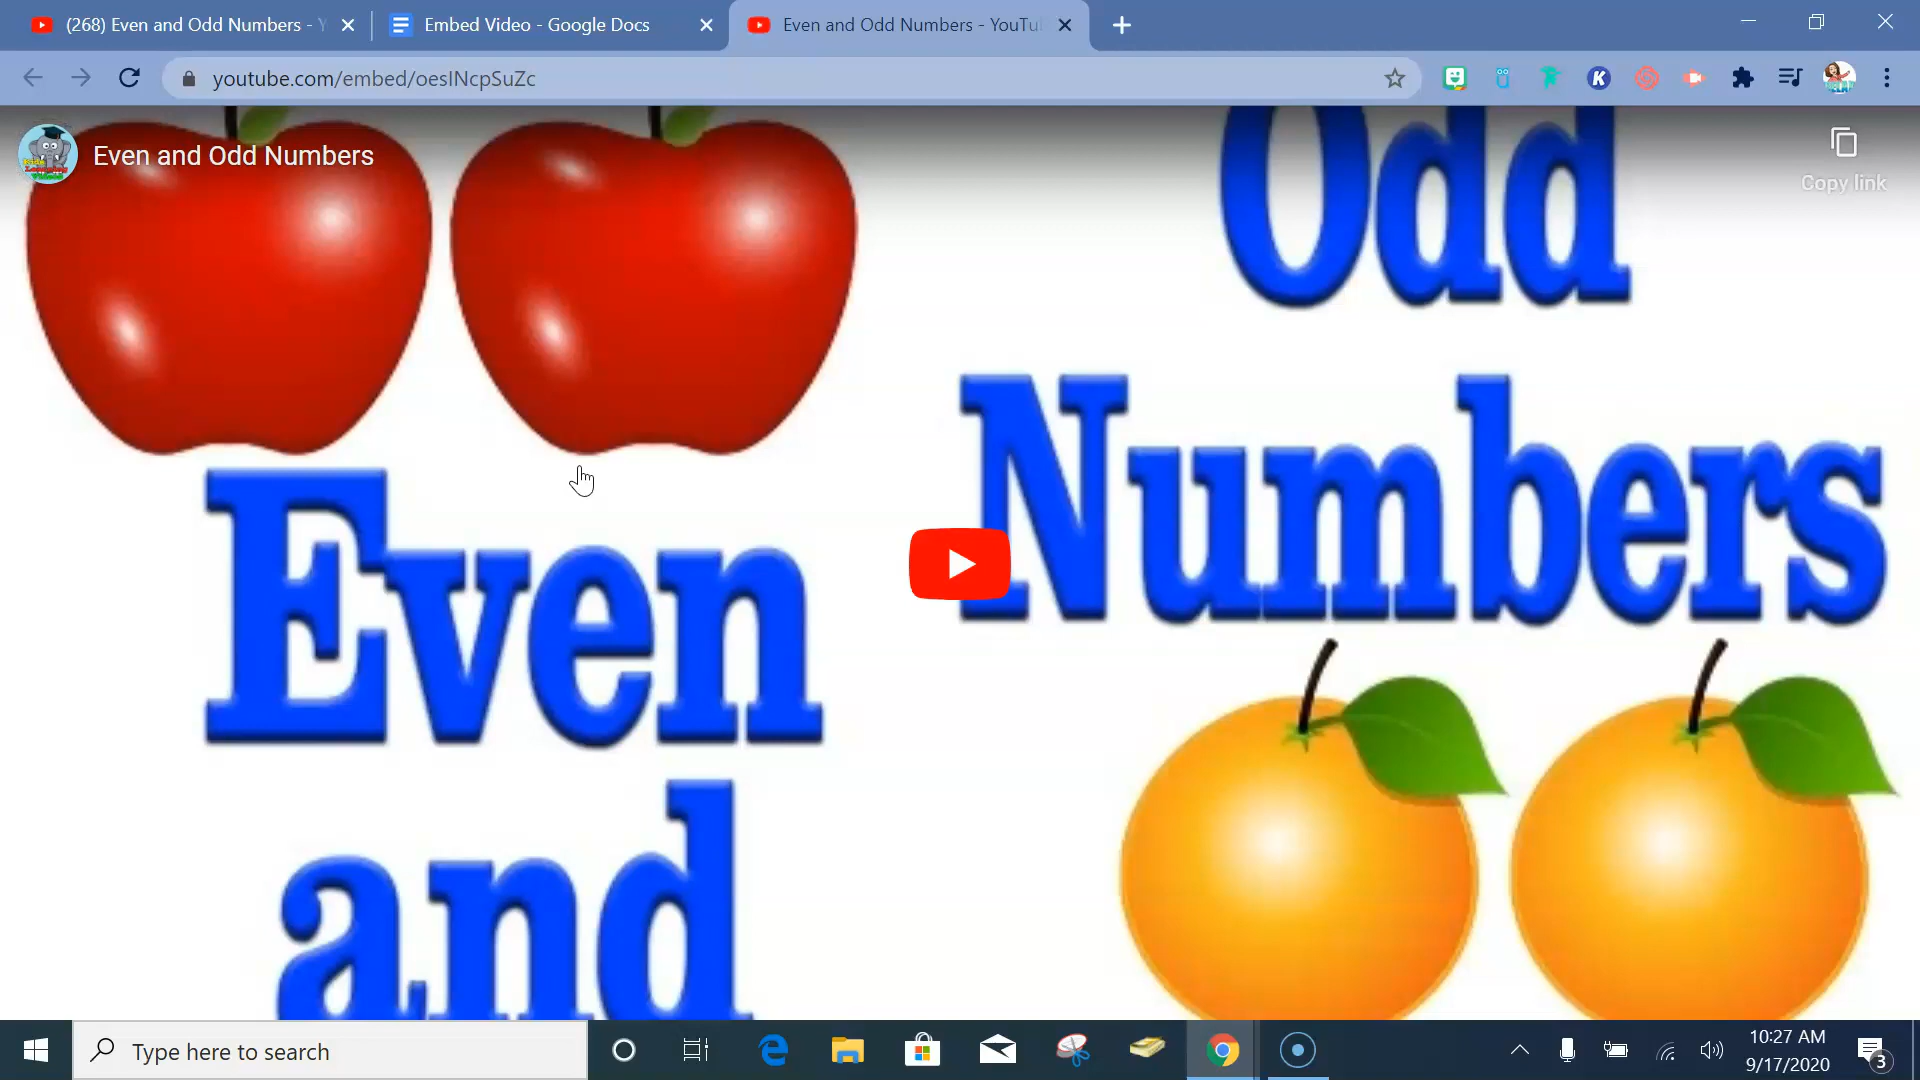 (268) Even and Odd Numbers - Y
Embed Video - Google Docs
Even and Odd Numbers - YouTu
youtube.com/embed/oesINcpSuZc
Even and Odd Numbers
Copy link
Odd
Numbers
Even
and
Type here to search
10:27 AM
9/17/2020
3